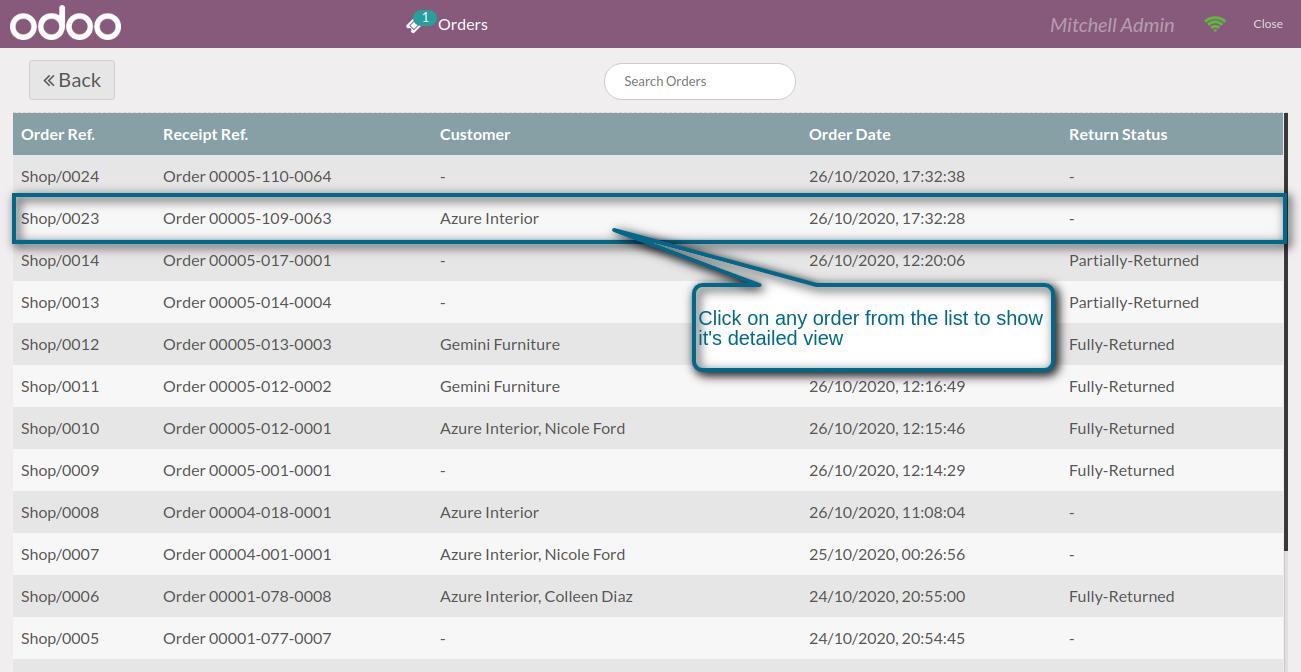 odoo
1 Orders
Mitchell Admin
Close
« Back
Search Orders
Order Ref. Receipt Ref. Customer Order Date Return Status
Shop/0024 Order 00005-110-0064 - 26/10/2020, 17:32:38 -
Shop/0023 Order 00005-109-0063 Azure Interior 26/10/2020, 17:32:28 -
Shop/0014 Order 00005-017-0001 - 26/10/2020, 12:20:06 Partially-Returned
Shop/0013 Order 00005-014-0004 - Partially-Returned
Click on any order from the list to show
it's detailed view
Shop/0012 Order 00005-013-0003 Gemini Furniture Fully-Returned
Shop/0011 Order 00005-012-0002 Gemini Furniture 26/10/2020, 12:16:49 Fully-Returned
Shop/0010 Order 00005-012-0001 Azure Interior, Nicole Ford 26/10/2020, 12:15:46 Fully-Returned
Shop/0009 Order 00005-001-0001 - 26/10/2020, 12:14:29 Fully-Returned
Shop/0008 Order 00004-018-0001 Azure Interior 26/10/2020, 11:08:04 -
Shop/0007 Order 00004-001-0001 Azure Interior, Nicole Ford 25/10/2020, 00:26:56 -
Shop/0006 Order 00001-078-0008 Azure Interior, Colleen Diaz 24/10/2020, 20:55:00 Fully-Returned
Shop/0005 Order 00001-077-0007 - 24/10/2020, 20:54:45 -